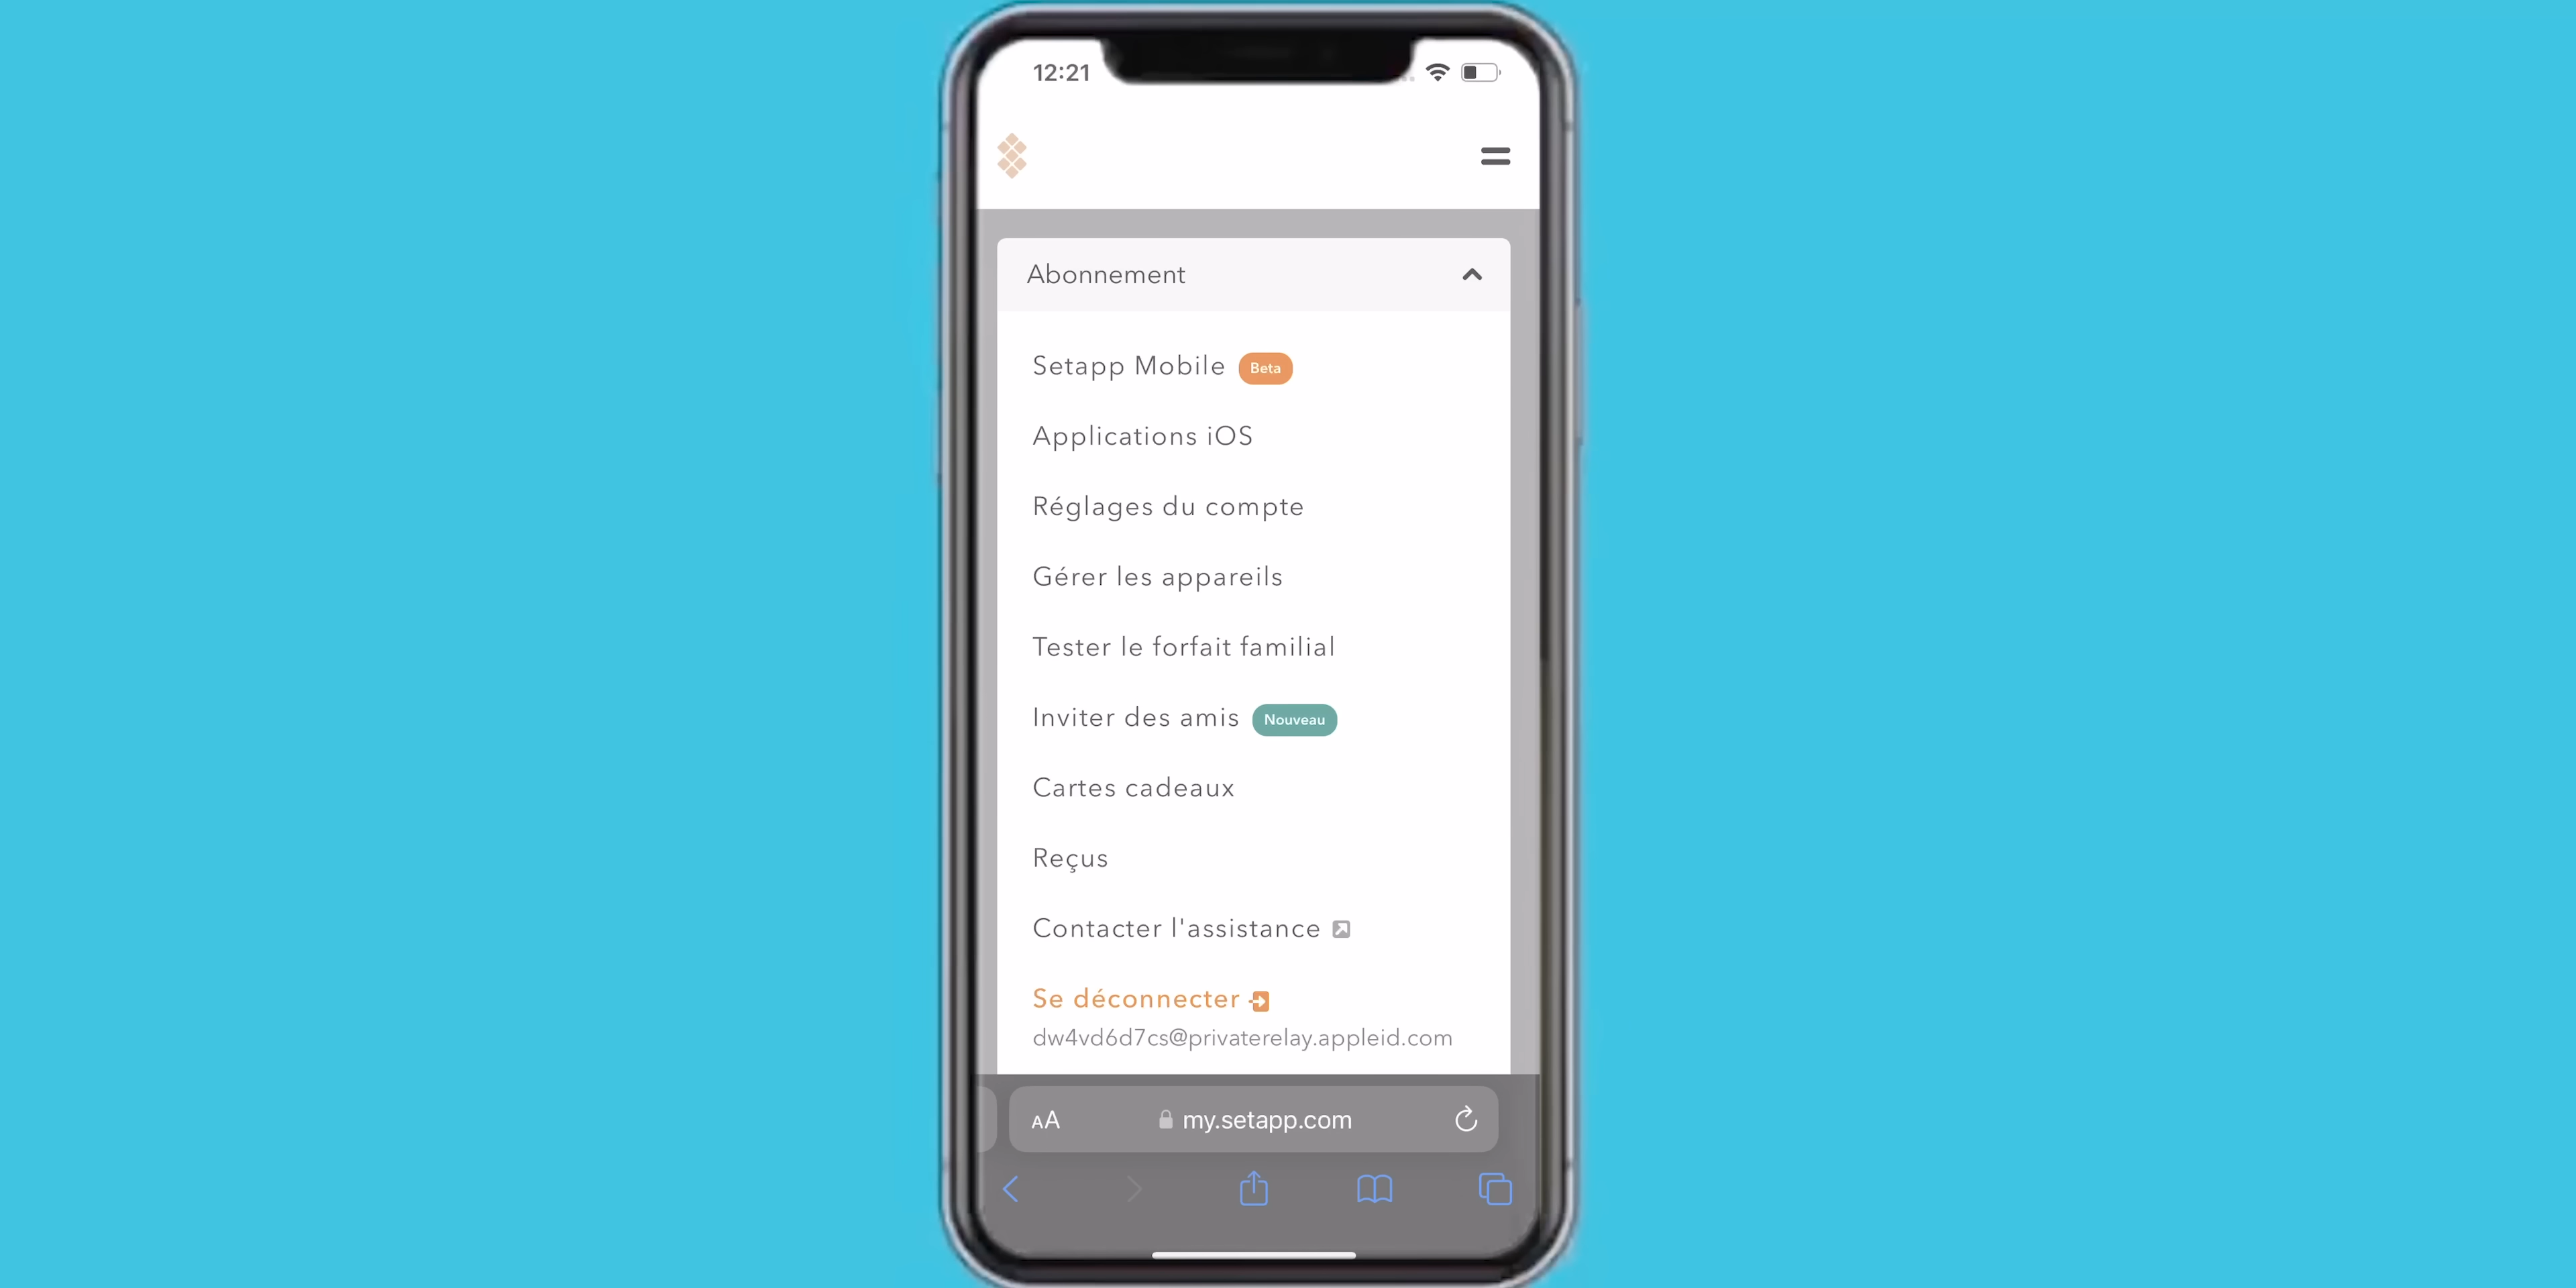 12:21
Abonnement
Setapp Mobile Beta
Applications iOS
Réglages du compte
Gérer les appareils
Tester le forfait familial
Inviter des amis Nouveau
Cartes cadeaux
Reçus
Contacter l'assistance
Se déconnecter
dw4vd6d7cs@privaterelay.appleid.com
AA my.setapp.com